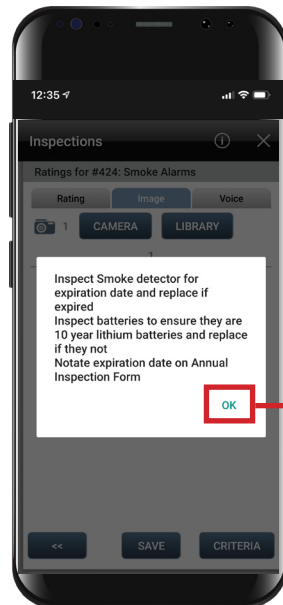 12:35
Inspections
Ratings for #424: Smoke Alarms
Rating Image Voice
1 CAMERA LIBRARY
1
Inspect Smoke detector for
expiration date and replace if
expired
Inspect batteries to ensure they are
10 year lithium batteries and replace
if they not
Notate expiration date on Annual
Inspection Form
OK
<< SAVE CRITERIA